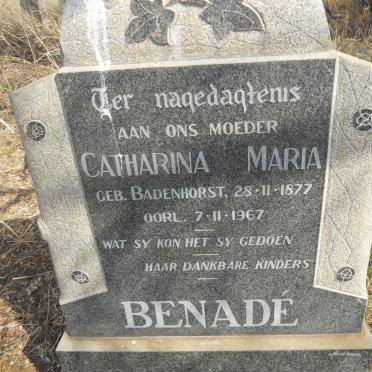 Ter nagedagtenis
AAN ONS MOEDER
CATHARINA MARIA
GEB. BADENHORST, 28-11-1877
OORL. 7-11-1967
WAT SY KON HET SY GEDOEN
HAAR DANKBARE KINDERS
BENADÉ